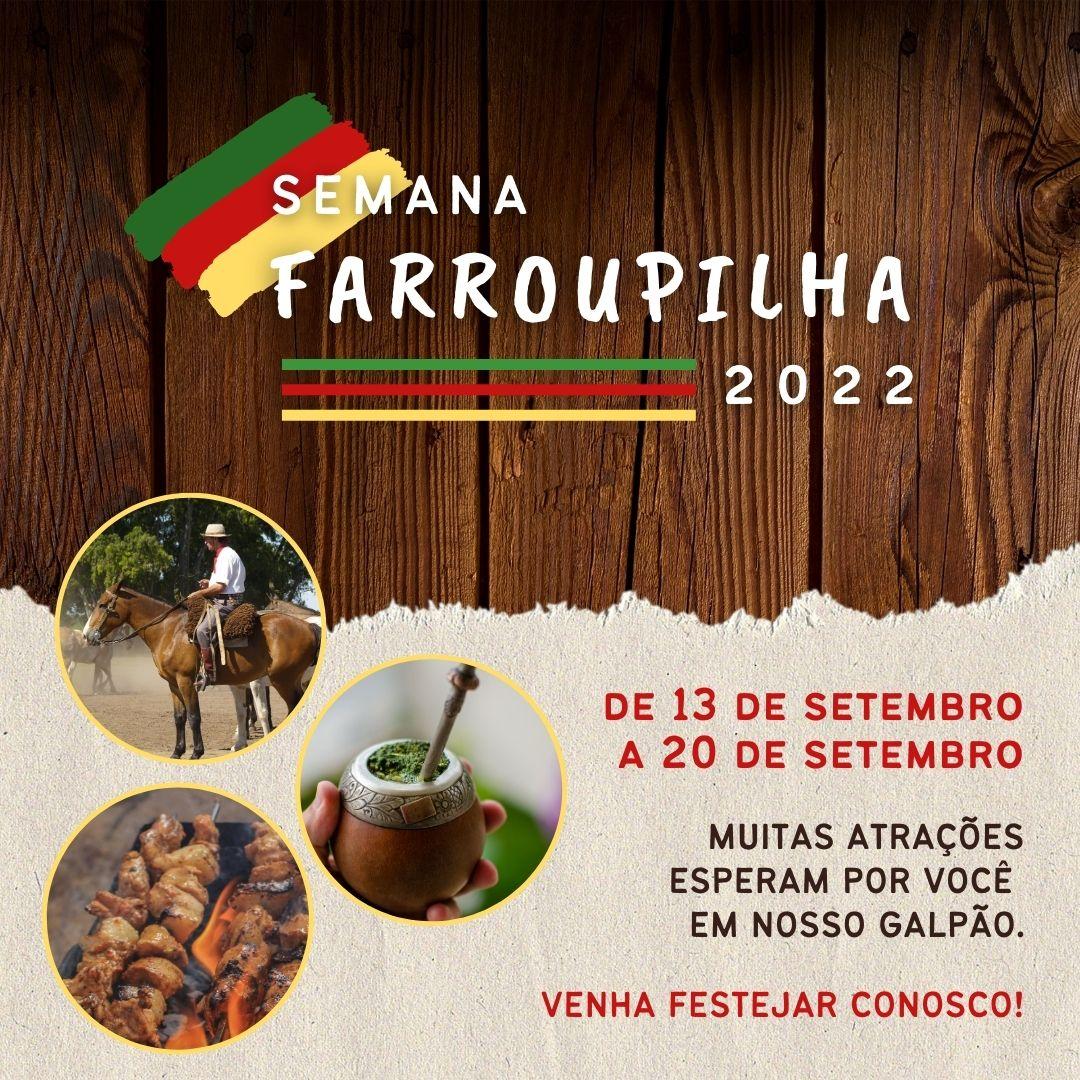 SEMANA
FARROUPILHA
2022
DE 13 DE SETEMBRO
A 20 DE SETEMBRO
MUITAS ATRAÇÕES
ESPERAM POR VOCÊ
EM NOSSO GALPÃO.
VENHA FESTEJAR CONOSCO!